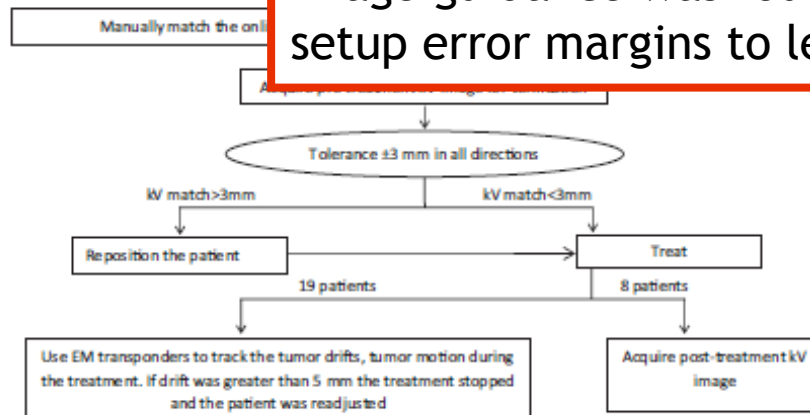 Manually match the onli
setup error margins to le
Tolerance ±3 mm in all directions
kV match>3mm
kV match<3mm
Reposition the patient
Treat
19 patients
8 patients
Use EM transponders to track the tumor drifts, tumor motion during
the treatment. If drift was greater than 5 mm the treatment stopped
and the patient was readjusted
Acquire post-treatment kV
image